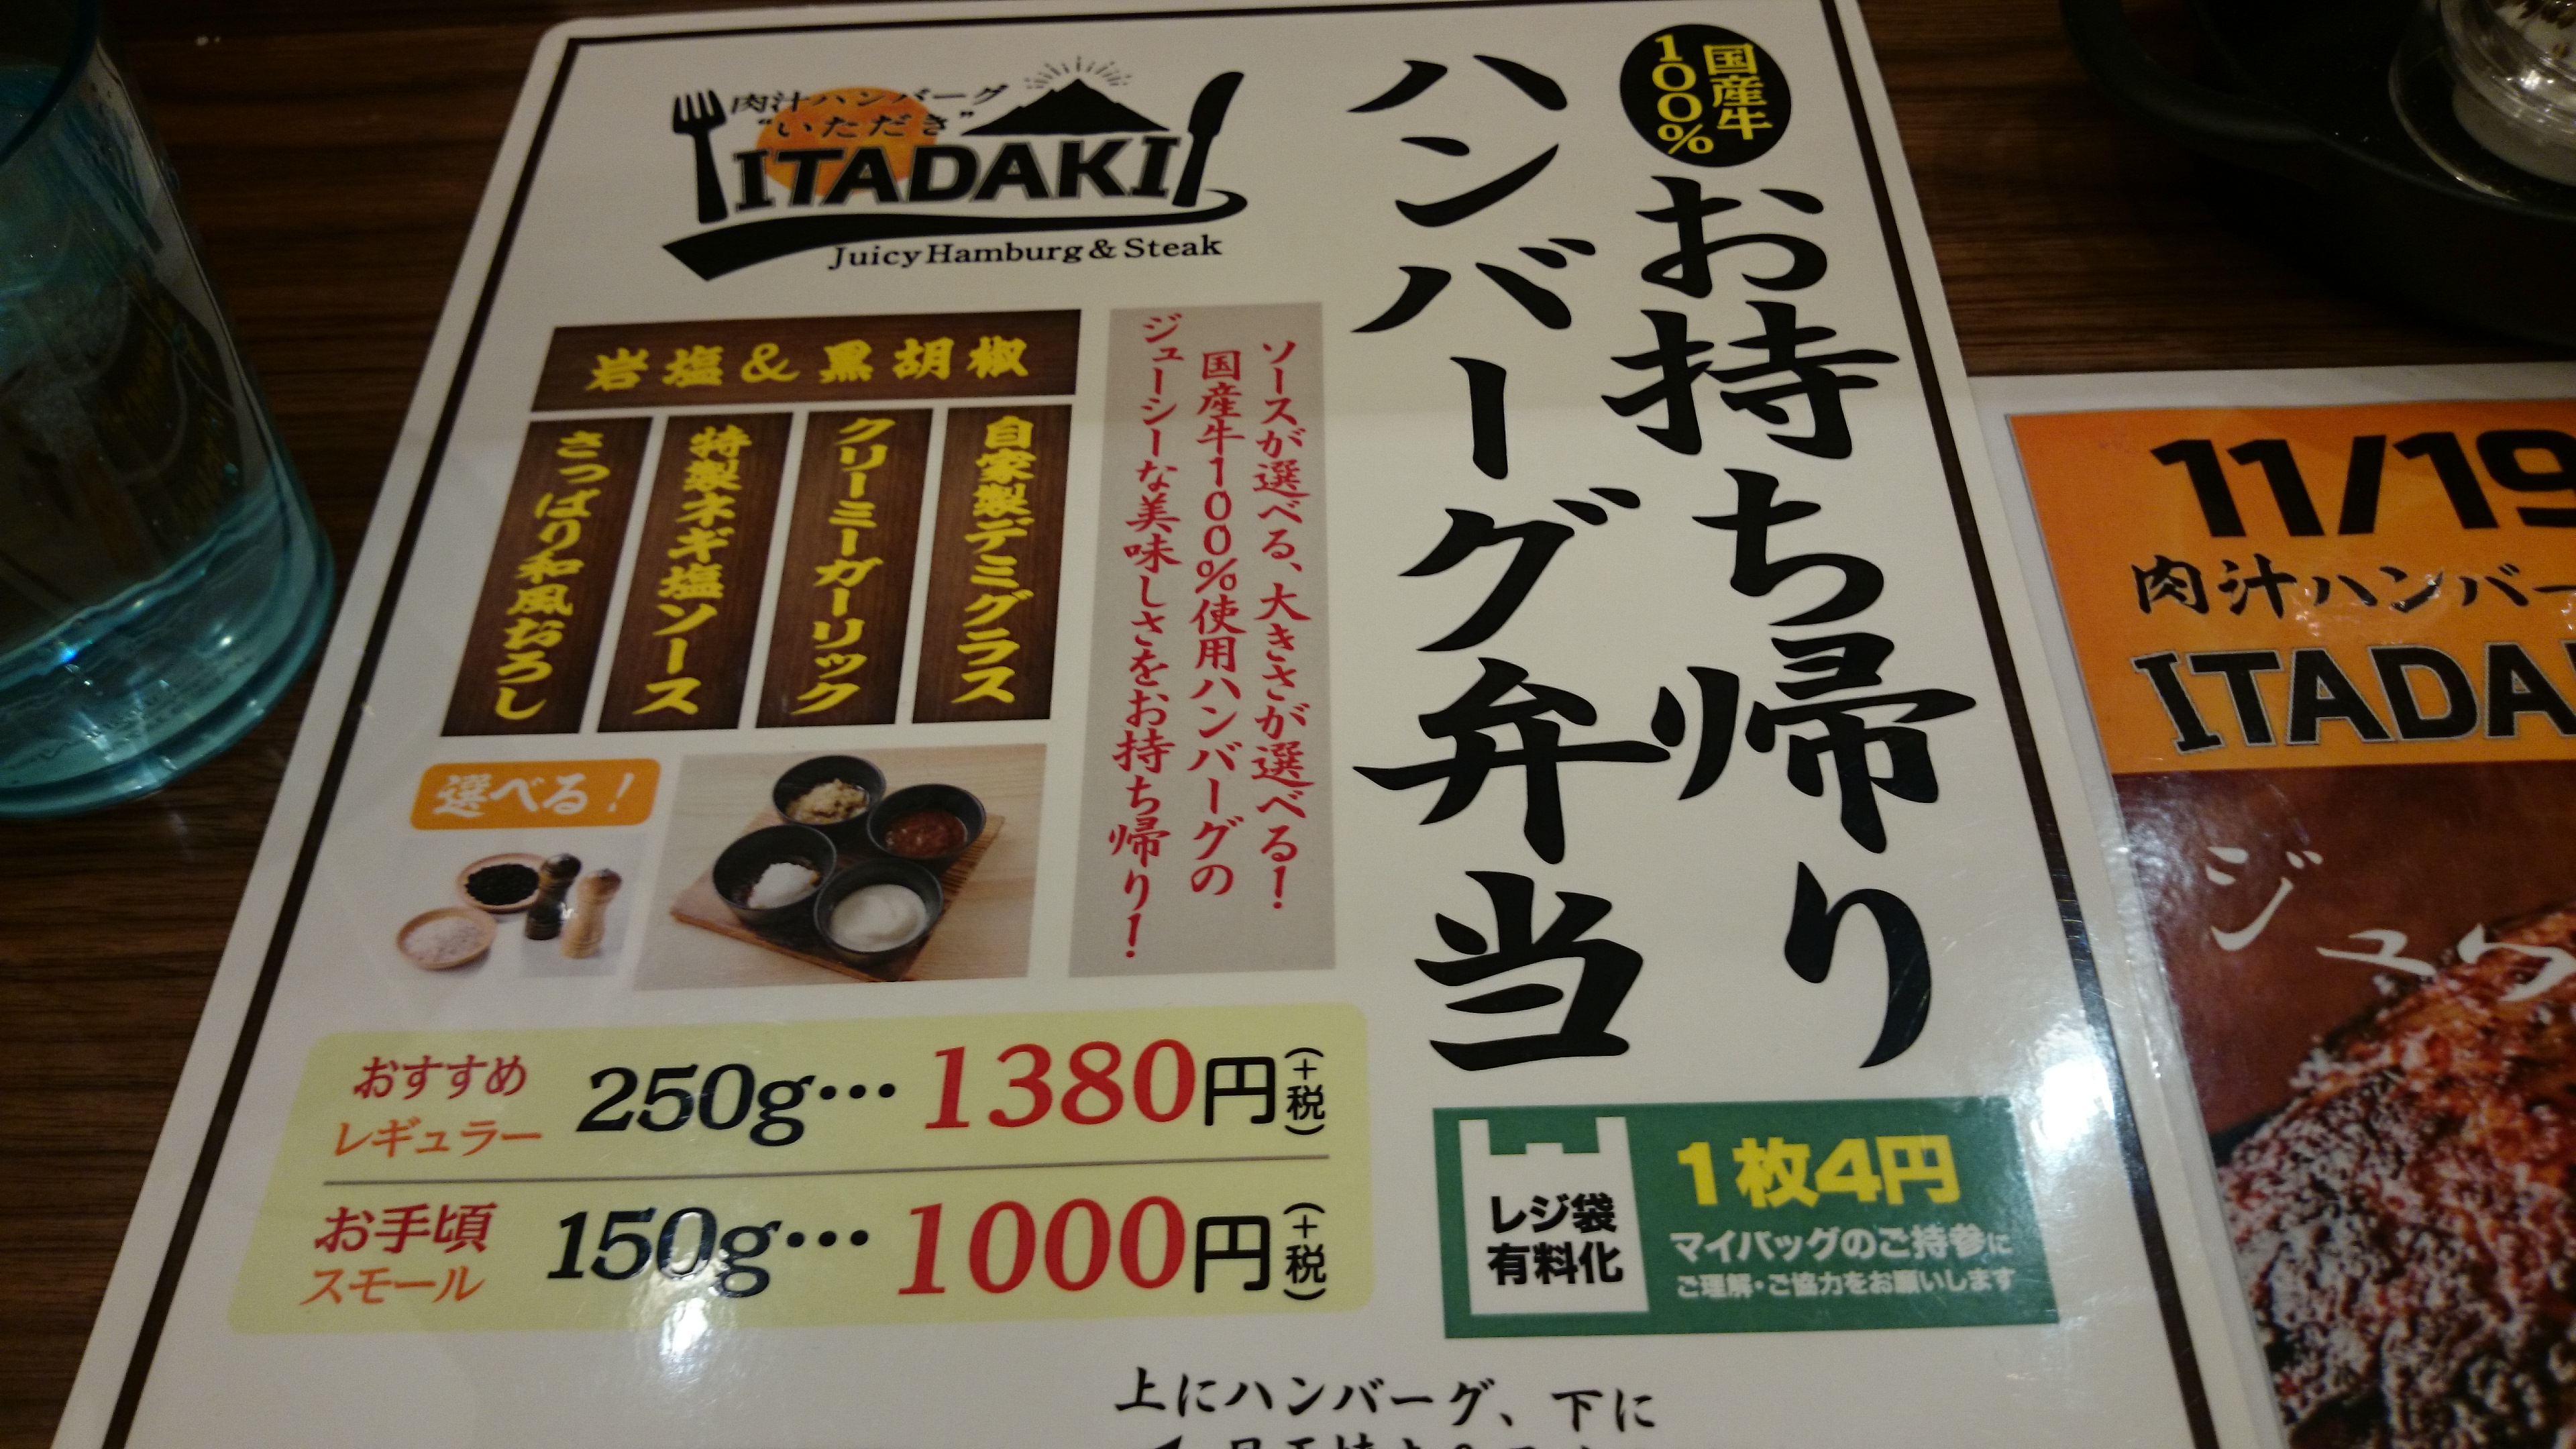 肉汁ハンバーグ
"いただき"
ITADAKI
Juicy Hamburg & Steak
国産牛
100%
お持ち帰り
ハンバーグ弁当
ソースが選べる、大きさが選べる!
国産牛100%使用ハンバーグの
ジューシーな美味しさをお持ち帰り!
岩塩&黒胡椒
自家製デミグラス
クリーミーガーリック
特製ネギ塩ソース
さっぱり和風おろし
選べる!
おすすめ
レギュラー
250g…1380円(+税)
お手頃
スモール
150g…1000円(+税)
レジ袋
有料化
1枚4円
マイバッグのご持参に
ご理解・ご協力をお願いします
上にハンバーグ、下に
11/19
肉汁ハンバー
ITADA
ジュウ